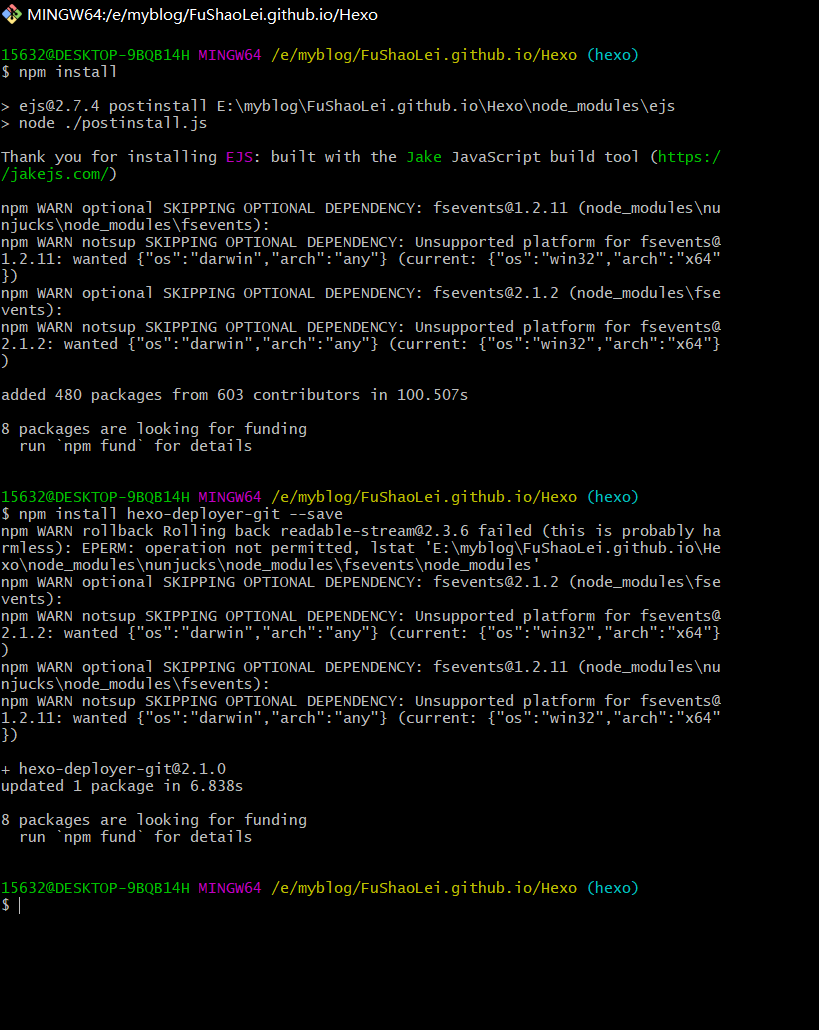 MINGW64:/e/myblog/FuShaoLei.github.io/Hexo
15632@DESKTOP-9BQB14H MINGW64 /e/myblog/FuShaoLei.github.io/Hexo (hexo)
$ npm install
> ejs@2.7.4 postinstall E:\myblog\FuShaoLei.github.io\Hexo\node_modules\ejs
> node ./postinstall.js
Thank you for installing EJS: built with the Jake JavaScript build tool (https:/
/jakejs.com/)
npm WARN optional SKIPPING OPTIONAL DEPENDENCY: fsevents@1.2.11 (node_modules\nu
njucks\node_modules\fsevents):
npm WARN notsup SKIPPING OPTIONAL DEPENDENCY: Unsupported platform for fsevents@
1.2.11: wanted {"os":"darwin","arch":"any"} (current: {"os":"win32","arch":"x64"
})
npm WARN optional SKIPPING OPTIONAL DEPENDENCY: fsevents@2.1.2 (node_modules\fse
vents):
npm WARN notsup SKIPPING OPTIONAL DEPENDENCY: Unsupported platform for fsevents@
2.1.2: wanted {"os":"darwin","arch":"any"} (current: {"os":"win32","arch":"x64"}
)
added 480 packages from 603 contributors in 100.507s
8 packages are looking for funding
  run `npm fund` for details
15632@DESKTOP-9BQB14H MINGW64 /e/myblog/FuShaoLei.github.io/Hexo (hexo)
$ npm install hexo-deployer-git --save
npm WARN rollback Rolling back readable-stream@2.3.6 failed (this is probably ha
rmless): EPERM: operation not permitted, lstat 'E:\myblog\FuShaoLei.github.io\He
xo\node_modules\nunjucks\node_modules\fsevents\node_modules'
npm WARN optional SKIPPING OPTIONAL DEPENDENCY: fsevents@2.1.2 (node_modules\fse
vents):
npm WARN notsup SKIPPING OPTIONAL DEPENDENCY: Unsupported platform for fsevents@
2.1.2: wanted {"os":"darwin","arch":"any"} (current: {"os":"win32","arch":"x64"}
)
npm WARN optional SKIPPING OPTIONAL DEPENDENCY: fsevents@1.2.11 (node_modules\nu
njucks\node_modules\fsevents):
npm WARN notsup SKIPPING OPTIONAL DEPENDENCY: Unsupported platform for fsevents@
1.2.11: wanted {"os":"darwin","arch":"any"} (current: {"os":"win32","arch":"x64"
})
+ hexo-deployer-git@2.1.0
updated 1 package in 6.838s
8 packages are looking for funding
  run `npm fund` for details
15632@DESKTOP-9BQB14H MINGW64 /e/myblog/FuShaoLei.github.io/Hexo (hexo)
$